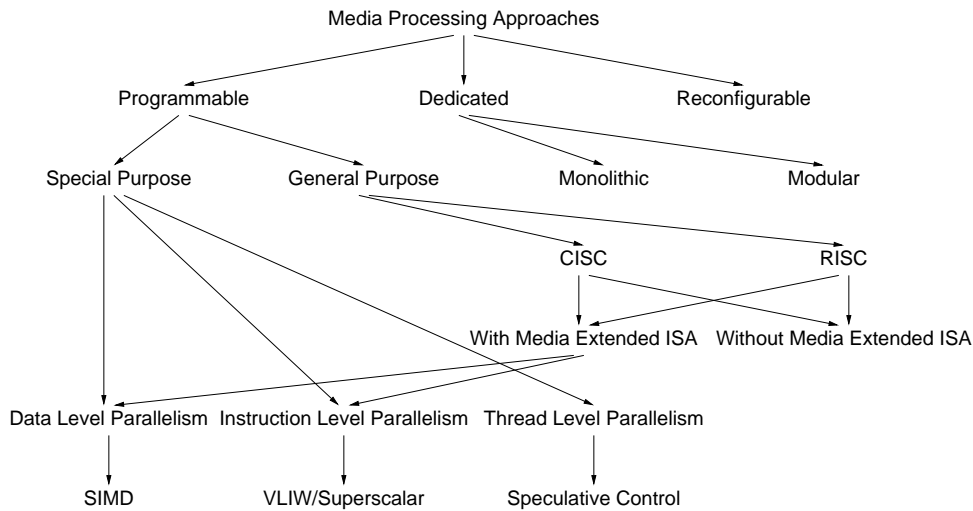 Media Processing Approaches
Programmable
Dedicated
Reconfigurable
Special Purpose
General Purpose
Monolithic
Modular
CISC
RISC
With Media Extended ISA
Without Media Extended ISA
Data Level Parallelism
Instruction Level Parallelism
Thread Level Parallelism
SIMD
VLIW/Superscalar
Speculative Control